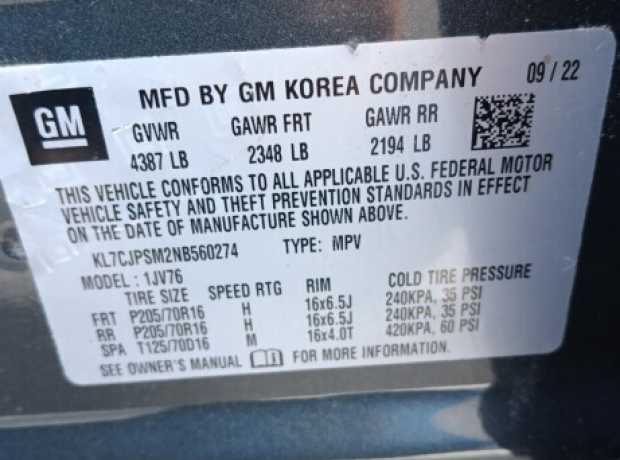 GM
MFD BY GM KOREA COMPANY 09 / 22
GVWR GAWR FRT GAWR RR
4387 LB 2348 LB 2194 LB
THIS VEHICLE CONFORMS TO ALL APPLICABLE U.S. FEDERAL MOTOR
VEHICLE SAFETY AND THEFT PREVENTION STANDARDS IN EFFECT
ON THE DATE OF MANUFACTURE SHOWN ABOVE.
KL7CJPSM2NB560274 TYPE: MPV
MODEL : 1JV76
TIRE SIZE SPEED RTG RIM COLD TIRE PRESSURE
FRT P205/70R16 H 16x6.5J 240KPA, 35 PSI
RR P205/70R16 H 16x6.5J 240KPA, 35 PSI
SPA T125/70D16 M 16x4.0T 420KPA, 60 PSI
SEE OWNER'S MANUAL FOR MORE INFORMATION.